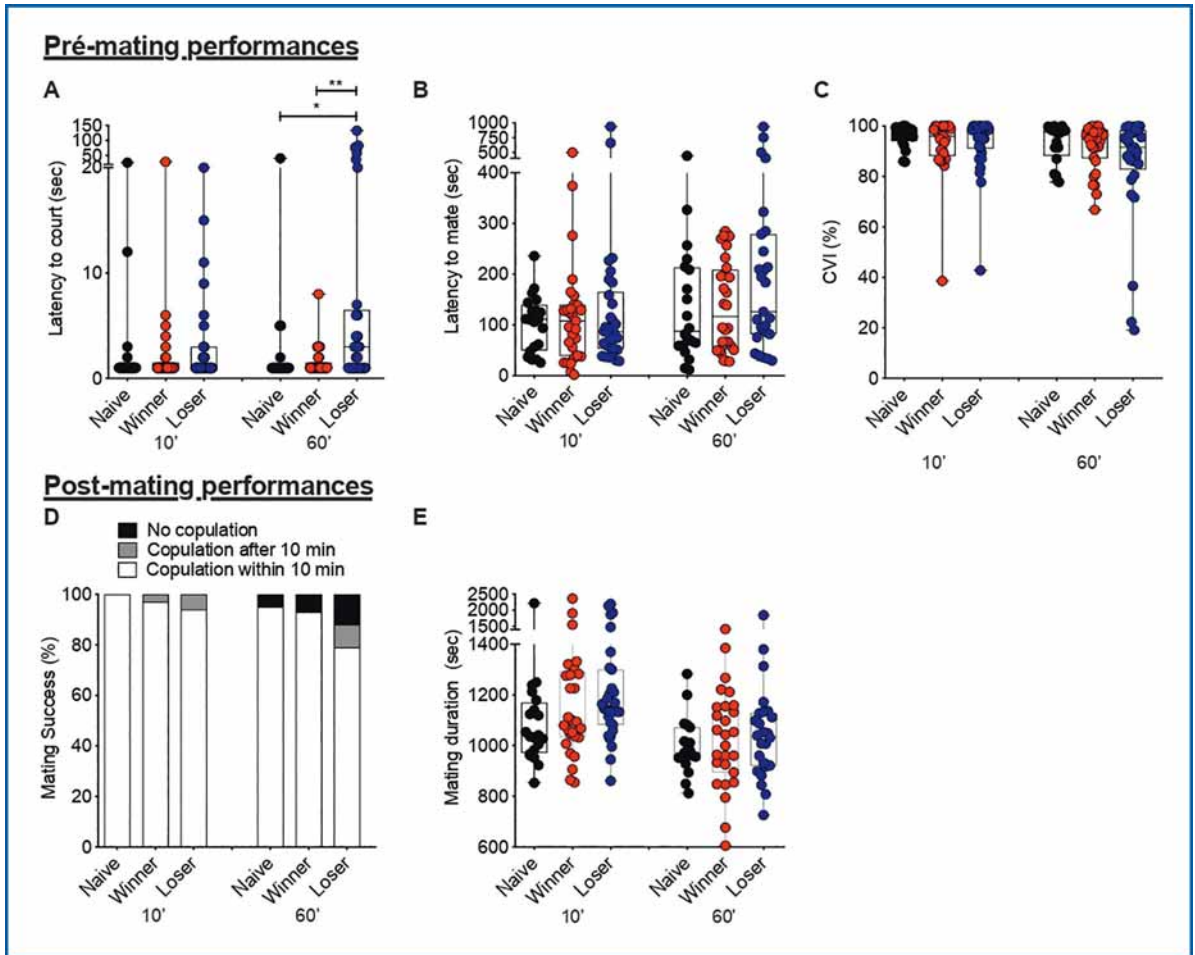 Pré-mating performances
A
Latency to court (sec)
150
100
50
20
10
0
**
*
Naive
Winner
Loser
10'
Naive
Winner
Loser
60'
B
Latency to mate (sec)
1000
750
500
400
300
200
100
0
Naive
Winner
Loser
10'
Naive
Winner
Loser
60'
C
CVI (%)
100
80
60
40
20
0
Naive
Winner
Loser
10'
Naive
Winner
Loser
60'
Post-mating performances
D
No copulation
Copulation after 10 min
Copulation within 10 min
Mating Success (%)
100
80
60
40
20
0
Naive
Winner
Loser
10'
Naive
Winner
Loser
60'
E
Mating duration (sec)
2500
2000
1500
1400
1200
1000
800
600
Naive
Winner
Loser
10'
Naive
Winner
Loser
60'